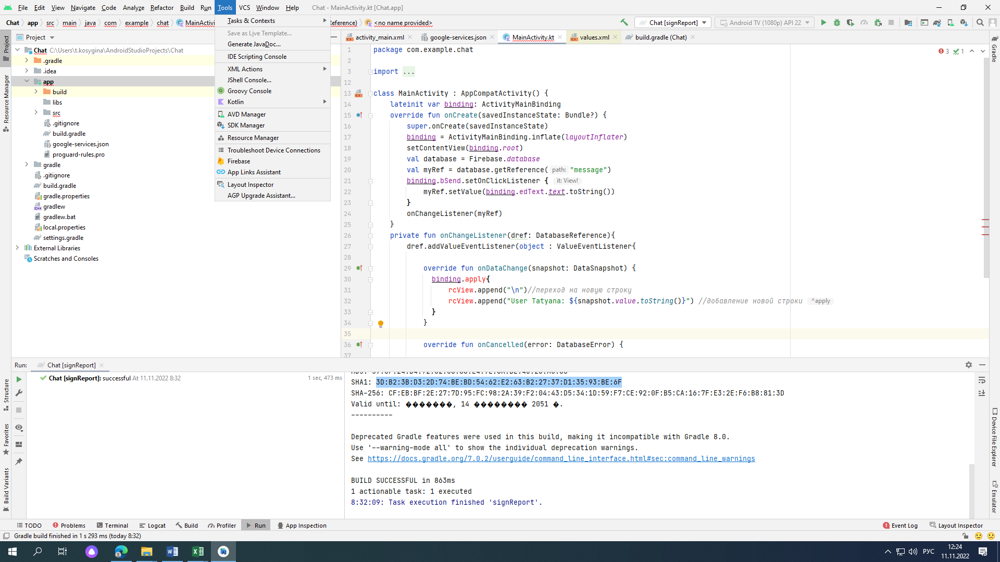 File Edit View Navigate Code Analyze Refactor Build Run Tools VCS Window Help Chat - MainActivity.kt [Chat.app]
Chat app src main java com example chat MainActivi eference) <no name provided> Chat [signReport] Android TV (1080p) API 22
Project
activity_main.xml google-services.json MainActivity.kt values.xml build.gradle (Chat)
Chat C:\Users\t.kosygina\AndroidStudioProjects\Chat
.gradle
.idea
app
build
libs
src
.gitignore
build.gradle
google-services.json
proguard-rules.pro
gradle
.gitignore
build.gradle
gradle.properties
gradlew
gradlew.bat
local.properties
settings.gradle
External Libraries
Scratches and Consoles
Tasks & Contexts
Save as Live Template...
Generate JavaDoc...
IDE Scripting Console
XML Actions
JShell Console...
Groovy Console
Kotlin
AVD Manager
SDK Manager
Resource Manager
Troubleshoot Device Connections
Firebase
App Links Assistant
Layout Inspector
AGP Upgrade Assistant...
3 1
1 package com.example.chat
2
3 import ...
12
13 class MainActivity : AppCompatActivity() {
14 lateinit var binding: ActivityMainBinding
15 override fun onCreate(savedInstanceState: Bundle?) {
16 super.onCreate(savedInstanceState)
17 binding = ActivityMainBinding.inflate(layoutInflater)
18 setContentView(binding.root)
19 val database = Firebase.database
20 val myRef = database.getReference( path: "message")
21 binding.bSend.setOnClickListener { it: View!
22 myRef.setValue(binding.edText.text.toString())
23 }
24 onChangeListener(myRef)
25 }
26 private fun onChangeListener(dref: DatabaseReference){
27 dref.addValueEventListener(object : ValueEventListener{
28
29 override fun onDataChange(snapshot: DataSnapshot) {
30 binding.apply{
31 rcView.append("\n")//переход на новую строку
32 rcView.append("User Tatyana: ${snapshot.value.toString()}") //добавление новой строки ^apply
33 }
34 }
35
36 override fun onCancelled(error: DatabaseError) {
37
Project
Resource Manager
Structure
Favorites
Build Variants
Gradle
Device File Explorer
Emulator
Run: Chat [signReport]
Chat [signReport]: successful At 11.11.2022 8:32 1 sec, 473 ms
SHA1: 3D:B2:3B:D3:2D:74:BE:BD:54:62:E2:63:B2:27:37:D1:35:93:BE:6F
SHA-256: CF:EB:BF:2E:27:7D:95:FC:98:2A:39:F2:04:43:D5:34:1D:59:F7:CE:92:0F:B5:CA:16:7F:E3:2E:F6:B8:81:3D
Valid until: �������, 14 �������� 2051 �.
----------
Deprecated Gradle features were used in this build, making it incompatible with Gradle 8.0.
Use '--warning-mode all' to show the individual deprecation warnings.
See https://docs.gradle.org/7.0.2/userguide/command_line_interface.html#sec:command_line_warnings
BUILD SUCCESSFUL in 863ms
1 actionable task: 1 executed
8:32:09: Task execution finished 'signReport'.
TODO Problems Terminal Logcat Build Profiler Run App Inspection 1 Event Log Layout Inspector
Gradle build finished in 1 s 293 ms (today 8:32)
РУС 12:24
11.11.2022